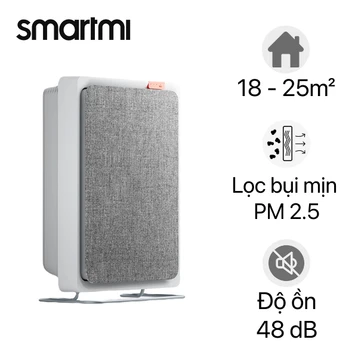 smartmi
18 - 25m²
Lọc bụi mịn
PM 2.5
Độ ồn
48 dB